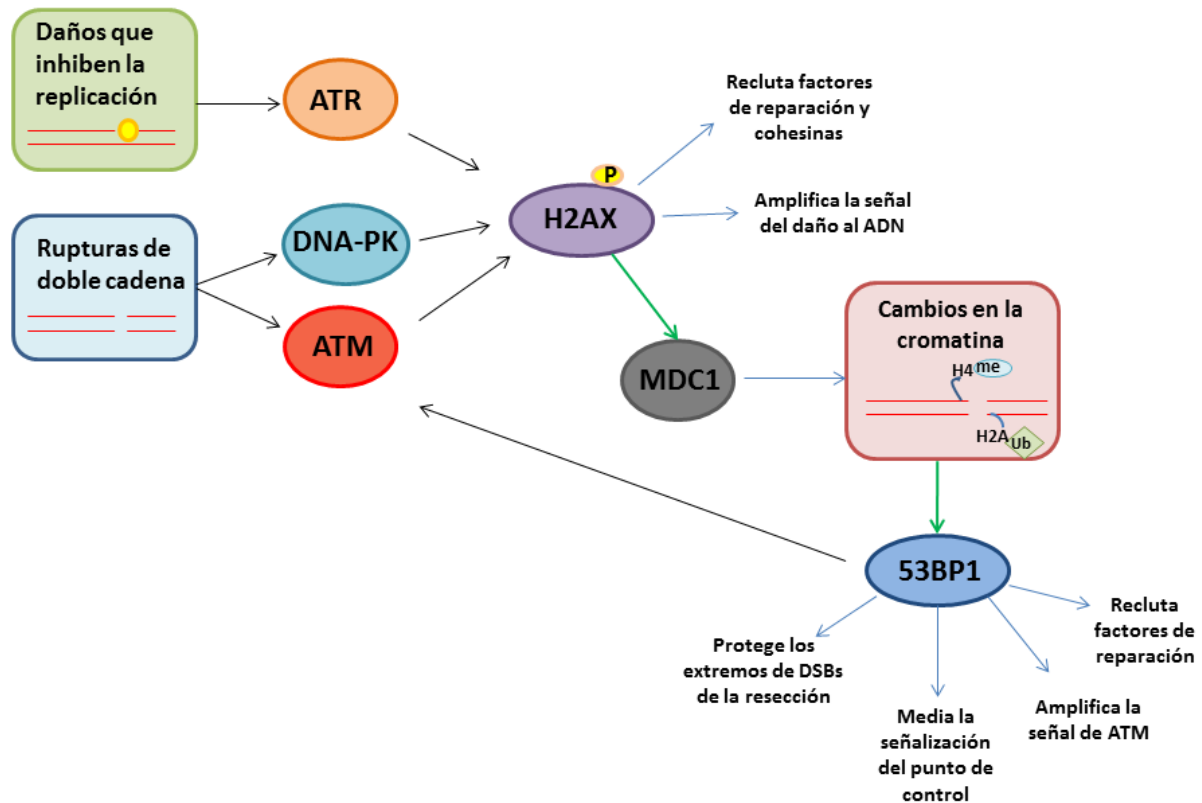 Daños que
inhiben la
replicación
ATR
Recluta factores
de reparación y
cohesinas
P
H2AX
Amplifica la señal
del daño al ADN
Rupturas de
doble cadena
DNA-PK
ATM
MDC1
Cambios en la
cromatina
H4 me
H2A Ub
53BP1
Protege los
extremos de DSBs
de la resección
Media la
señalización
del punto de
control
Amplifica la
señal de ATM
Recluta
factores de
reparación